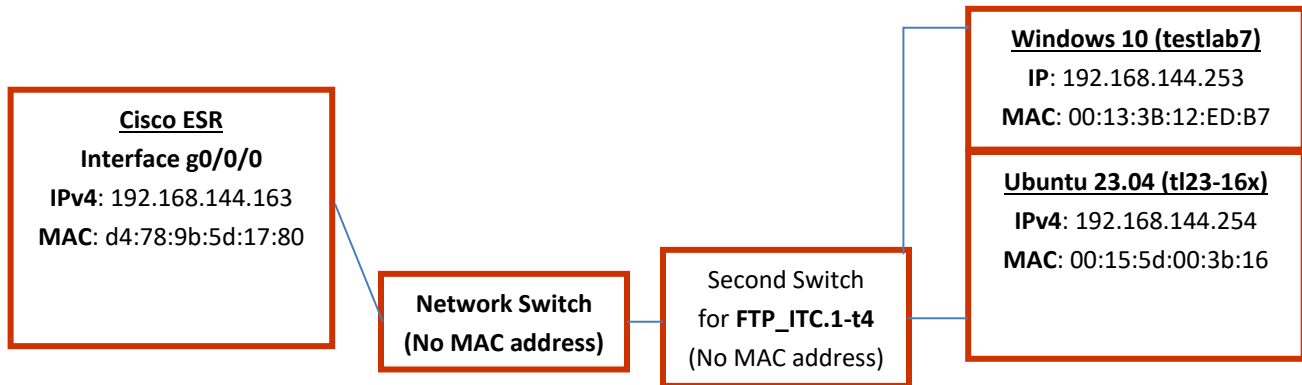 Cisco ESR
Interface g0/0/0
IPv4: 192.168.144.163
MAC: d4:78:9b:5d:17:80
Network Switch
(No MAC address)
Second Switch
for FTP_ITC.1-t4
(No MAC address)
Windows 10 (testlab7)
IP: 192.168.144.253
MAC: 00:13:3B:12:ED:B7
Ubuntu 23.04 (tl23-16x)
IPv4: 192.168.144.254
MAC: 00:15:5d:00:3b:16